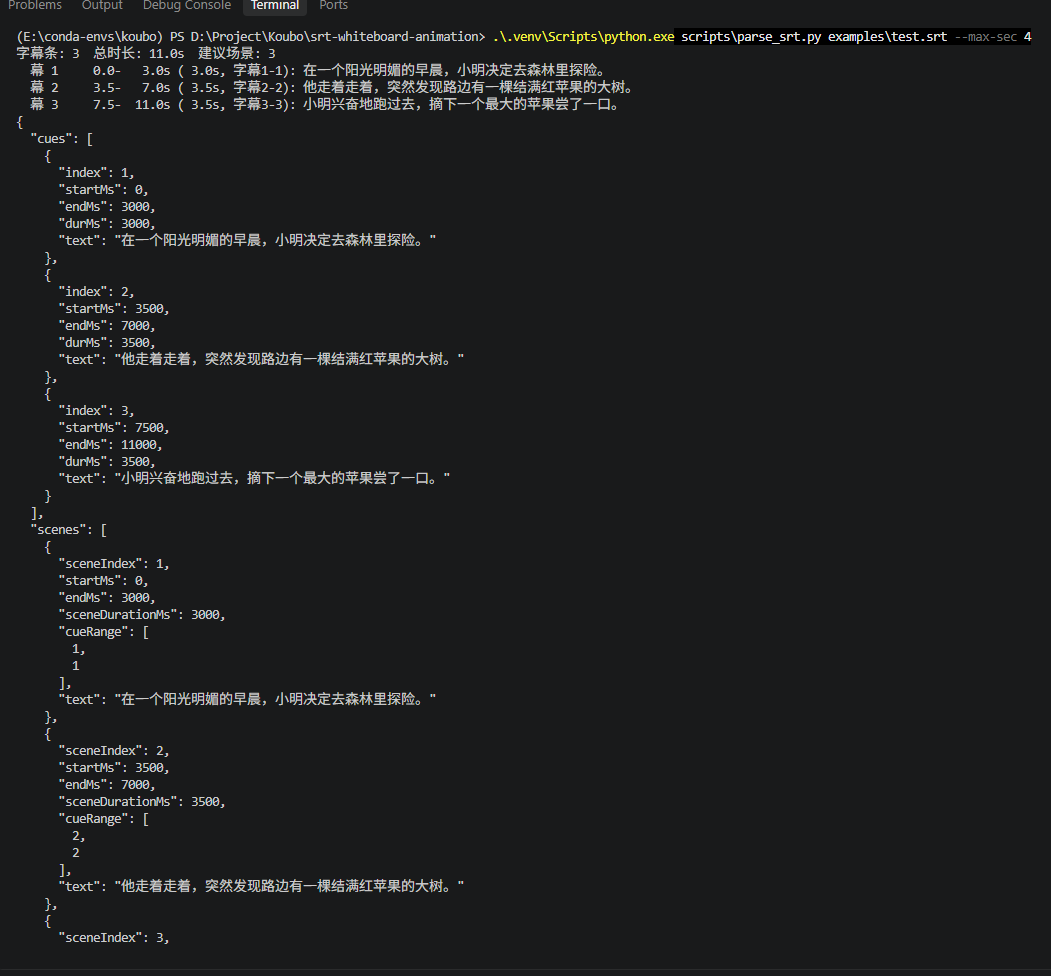 Problems Output Debug Console Terminal Ports
(E:\conda-envs\koubo) PS D:\Project\Koubo\srt-whiteboard-animation> .\.venv\Scripts\python.exe scripts\parse_srt.py examples\test.srt --max-sec 4
字幕条: 3  总时长: 11.0s  建议场景: 3
  幕 1     0.0-   3.0s ( 3.0s, 字幕1-1): 在一个阳光明媚的早晨，小明决定去森林里探险。
  幕 2     3.5-   7.0s ( 3.5s, 字幕2-2): 他走着走着，突然发现路边有一棵结满红苹果的大树。
  幕 3     7.5-  11.0s ( 3.5s, 字幕3-3): 小明兴奋地跑过去，摘下一个最大的苹果尝了一口。
{
  "cues": [
    {
      "index": 1,
      "startMs": 0,
      "endMs": 3000,
      "durMs": 3000,
      "text": "在一个阳光明媚的早晨，小明决定去森林里探险。"
    },
    {
      "index": 2,
      "startMs": 3500,
      "endMs": 7000,
      "durMs": 3500,
      "text": "他走着走着，突然发现路边有一棵结满红苹果的大树。"
    },
    {
      "index": 3,
      "startMs": 7500,
      "endMs": 11000,
      "durMs": 3500,
      "text": "小明兴奋地跑过去，摘下一个最大的苹果尝了一口。"
    }
  ],
  "scenes": [
    {
      "sceneIndex": 1,
      "startMs": 0,
      "endMs": 3000,
      "sceneDurationMs": 3000,
      "cueRange": [
        1,
        1
      ],
      "text": "在一个阳光明媚的早晨，小明决定去森林里探险。"
    },
    {
      "sceneIndex": 2,
      "startMs": 3500,
      "endMs": 7000,
      "sceneDurationMs": 3500,
      "cueRange": [
        2,
        2
      ],
      "text": "他走着走着，突然发现路边有一棵结满红苹果的大树。"
    },
    {
      "sceneIndex": 3,